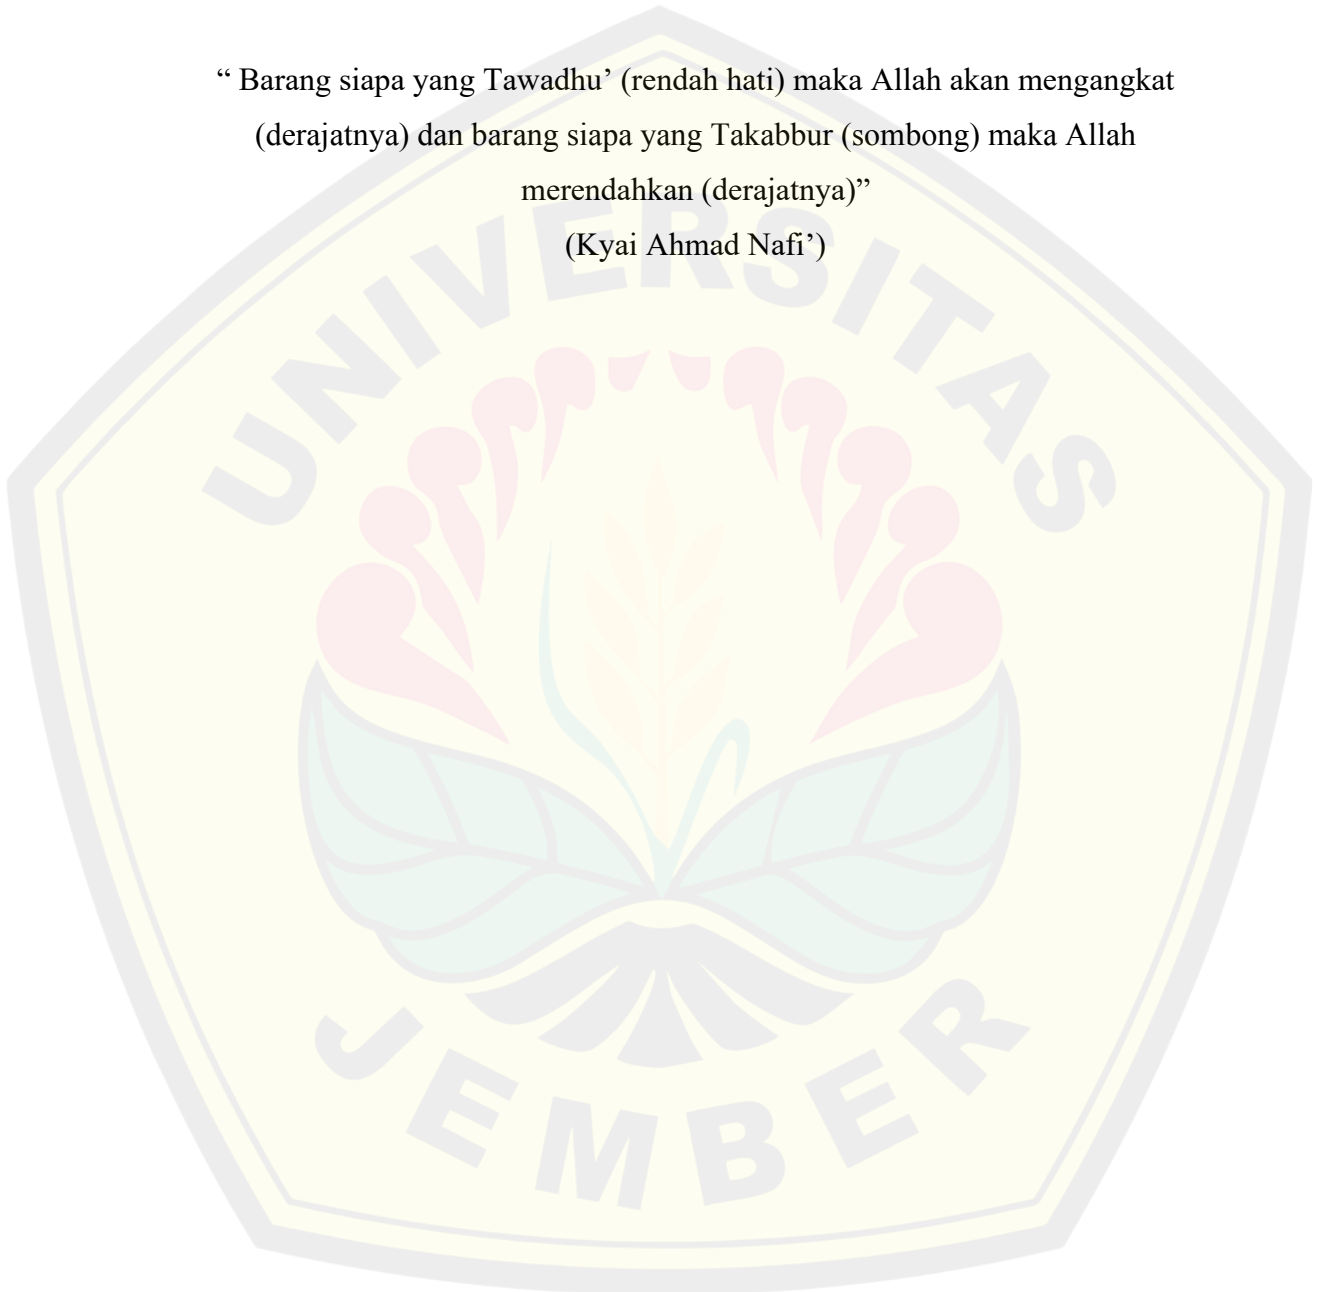 “ Barang siapa yang Tawadhu’ (rendah hati) maka Allah akan mengangkat
(derajatnya) dan barang siapa yang Takabbur (sombong) maka Allah
merendahkan (derajatnya)”
(Kyai Ahmad Nafi’)
UNIVERSITAS
JEMBER